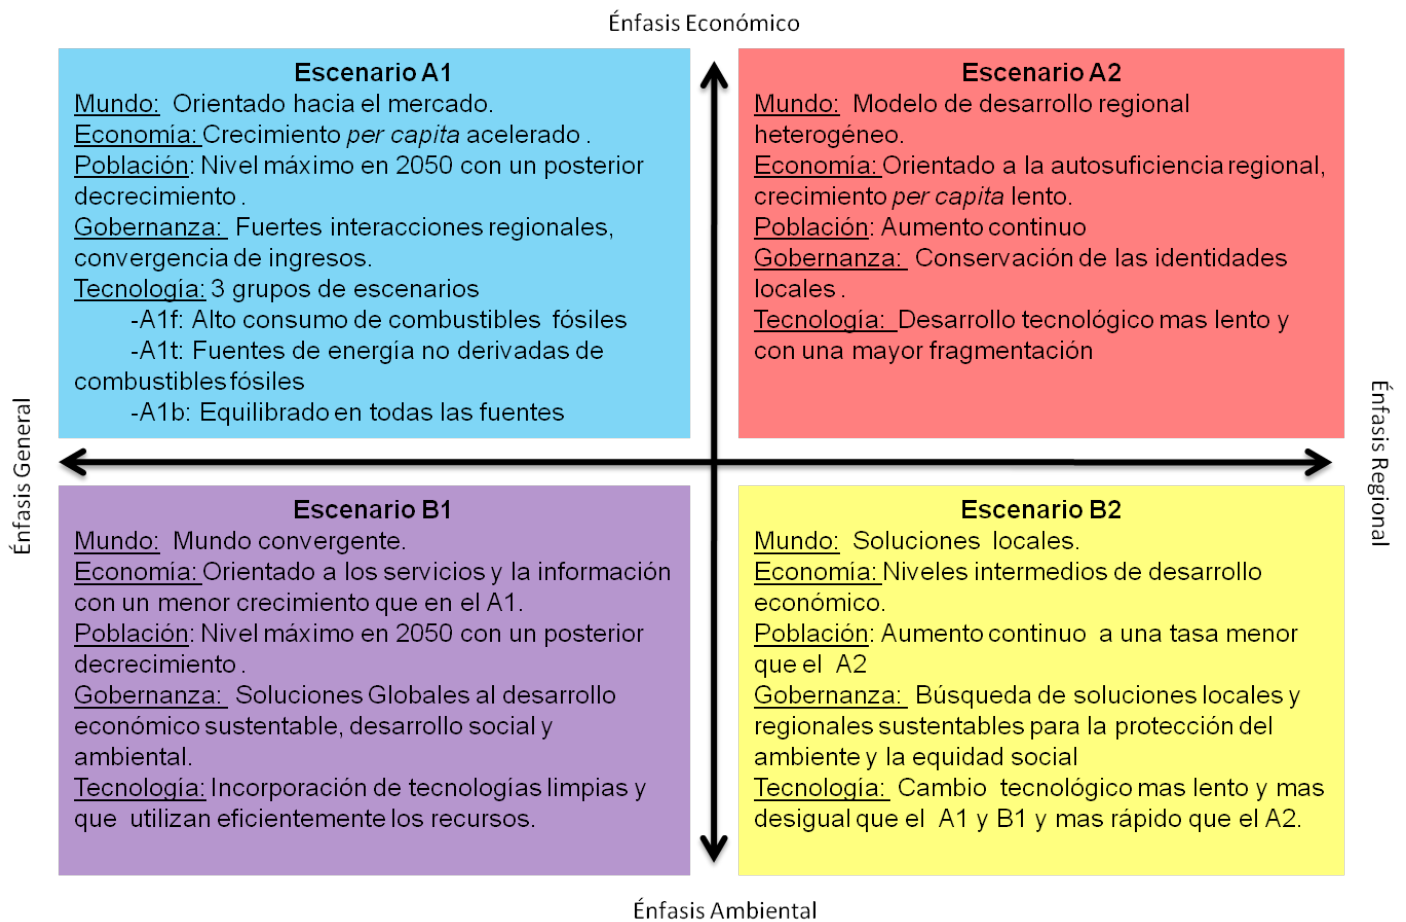 Énfasis Económico
Escenario A1
Mundo: Orientado hacia el mercado.
Economía: Crecimiento per capita acelerado .
Población: Nivel máximo en 2050 con un posterior
decrecimiento .
Gobernanza: Fuertes interacciones regionales,
convergencia de ingresos.
Tecnología: 3 grupos de escenarios
-A1f: Alto consumo de combustibles fósiles
-A1t: Fuentes de energía no derivadas de
combustibles fósiles
-A1b: Equilibrado en todas las fuentes
Escenario A2
Mundo: Modelo de desarrollo regional
heterogéneo.
Economía: Orientado a la autosuficiencia regional,
crecimiento per capita lento.
Población: Aumento continuo
Gobernanza: Conservación de las identidades
locales .
Tecnología: Desarrollo tecnológico mas lento y
con una mayor fragmentación
Énfasis General
Énfasis Regional
Escenario B1
Mundo: Mundo convergente.
Economía: Orientado a los servicios y la información
con un menor crecimiento que en el A1.
Población: Nivel máximo en 2050 con un posterior
decrecimiento .
Gobernanza: Soluciones Globales al desarrollo
económico sustentable, desarrollo social y
ambiental.
Tecnología: Incorporación de tecnologías limpias y
que utilizan eficientemente los recursos.
Escenario B2
Mundo: Soluciones locales.
Economía: Niveles intermedios de desarrollo
económico.
Población: Aumento continuo a una tasa menor
que el A2
Gobernanza: Búsqueda de soluciones locales y
regionales sustentables para la protección del
ambiente y la equidad social
Tecnología: Cambio tecnológico mas lento y mas
desigual que el A1 y B1 y mas rápido que el A2.
Énfasis Ambiental